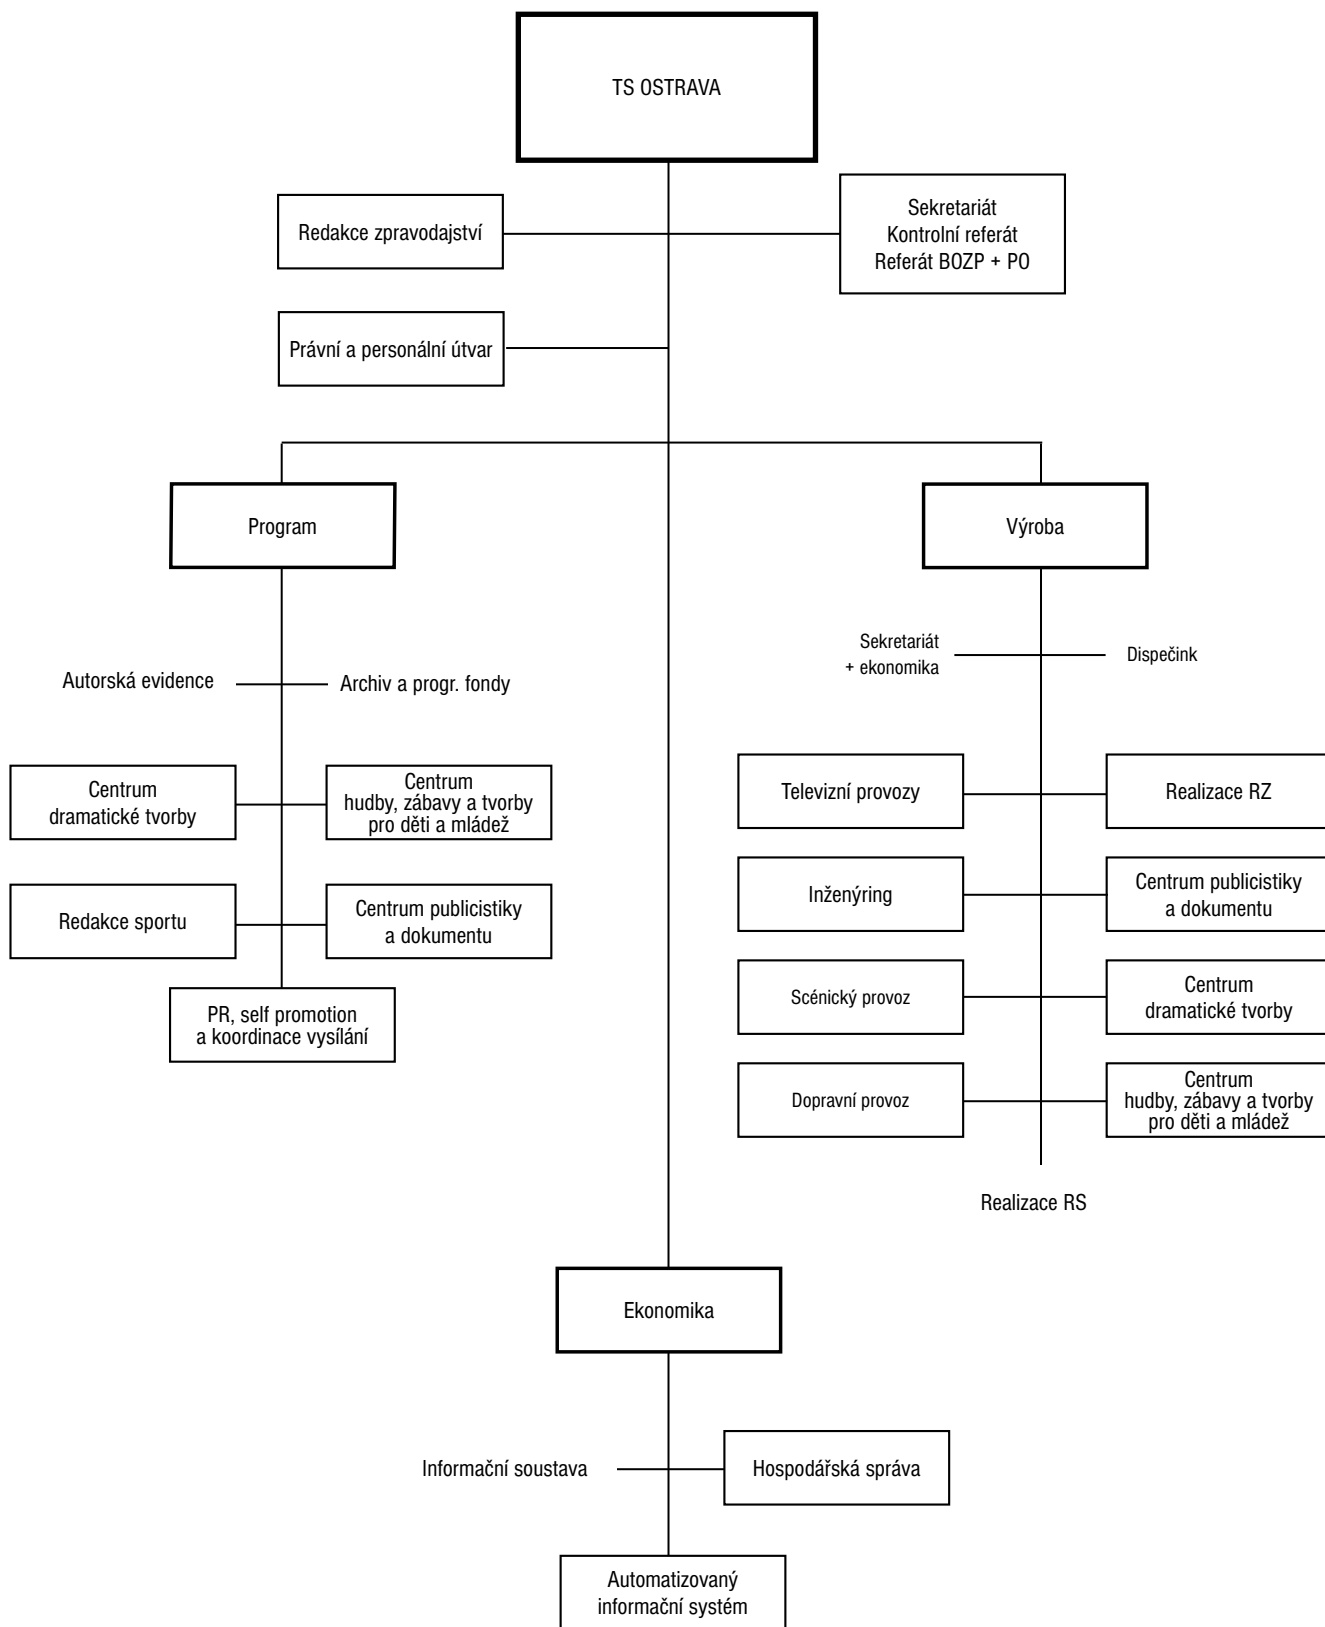 TS OSTRAVA
Redakce zpravodajství
Sekretariát
Kontrolní referát
Referát BOZP + PO
Právní a personální útvar
Program
Výroba
Autorská evidence
Archiv a progr. fondy
Sekretariát
+ ekonomika
Dispečink
Centrum
dramatické tvorby
Centrum
hudby, zábavy a tvorby
pro děti a mládež
Redakce sportu
Centrum publicistiky
a dokumentu
PR, self promotion
a koordinace vysílání
Televizní provozy
Realizace RZ
Inženýring
Centrum publicistiky
a dokumentu
Scénický provoz
Centrum
dramatické tvorby
Dopravní provoz
Centrum
hudby, zábavy a tvorby
pro děti a mládež
Realizace RS
Ekonomika
Informační soustava
Hospodářská správa
Automatizovaný
informační systém